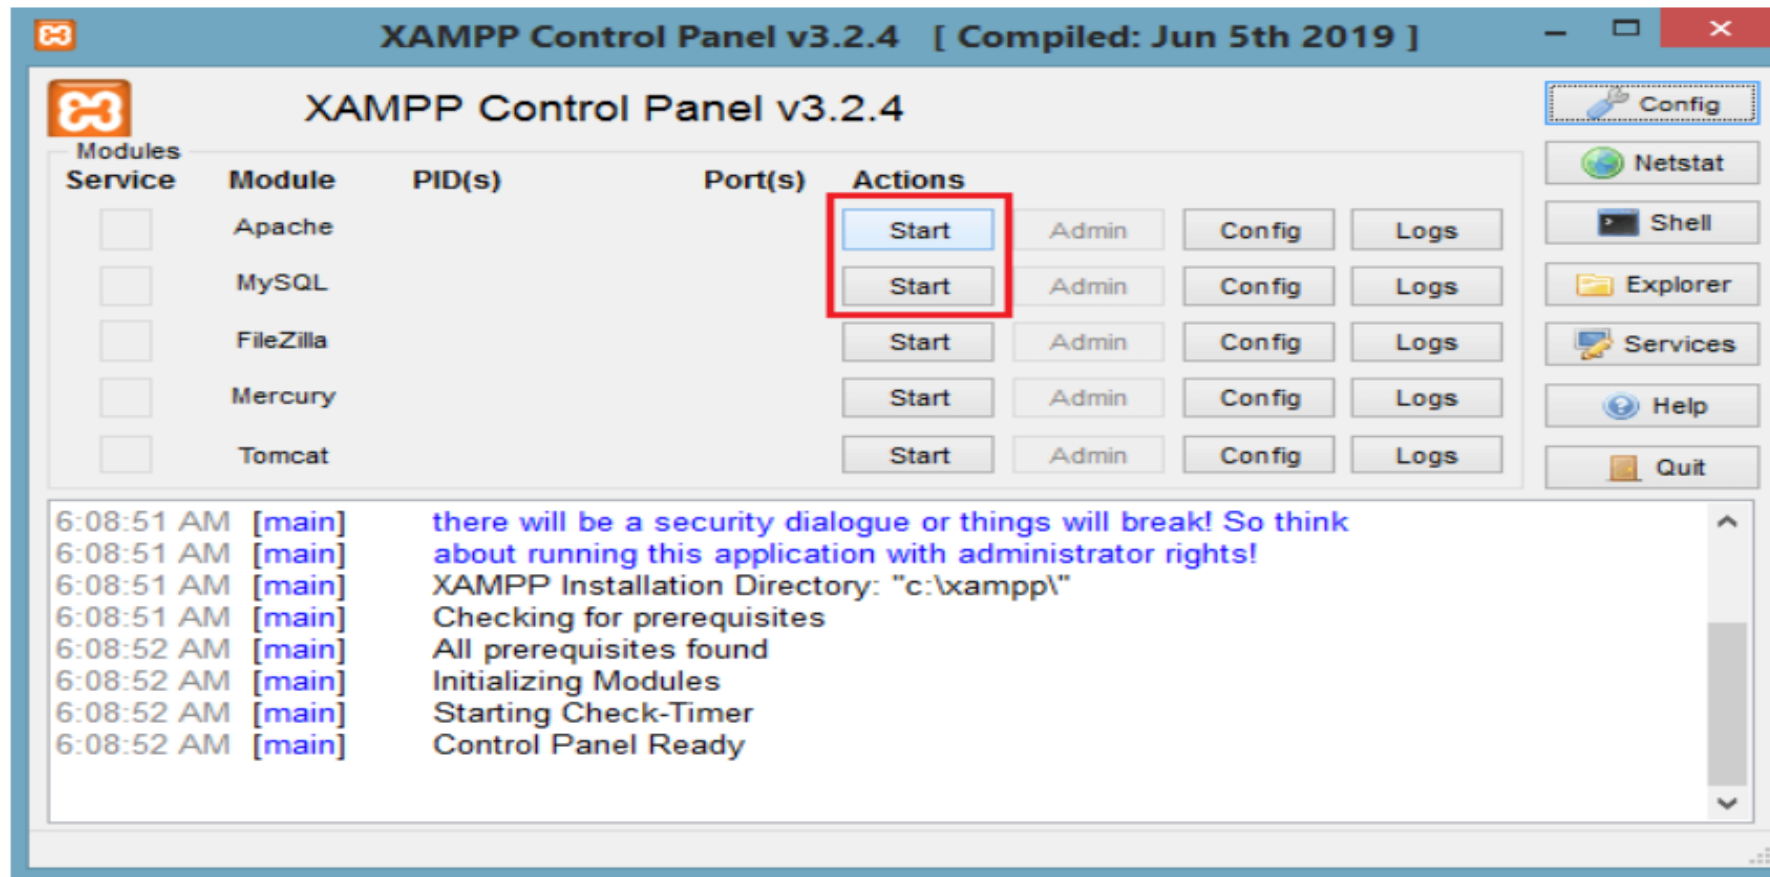 XAMPP Control Panel v3.2.4 [ Compiled: Jun 5th 2019 ]
XAMPP Control Panel v3.2.4
Modules
Service Module PID(s) Port(s) Actions
Apache Start Admin Config Logs
MySQL Start Admin Config Logs
FileZilla Start Admin Config Logs
Mercury Start Admin Config Logs
Tomcat Start Admin Config Logs
Config
Netstat
Shell
Explorer
Services
Help
Quit
6:08:51 AM [main] there will be a security dialogue or things will break! So think
6:08:51 AM [main] about running this application with administrator rights!
6:08:51 AM [main] XAMPP Installation Directory: "c:\xampp\"
6:08:51 AM [main] Checking for prerequisites
6:08:52 AM [main] All prerequisites found
6:08:52 AM [main] Initializing Modules
6:08:52 AM [main] Starting Check-Timer
6:08:52 AM [main] Control Panel Ready